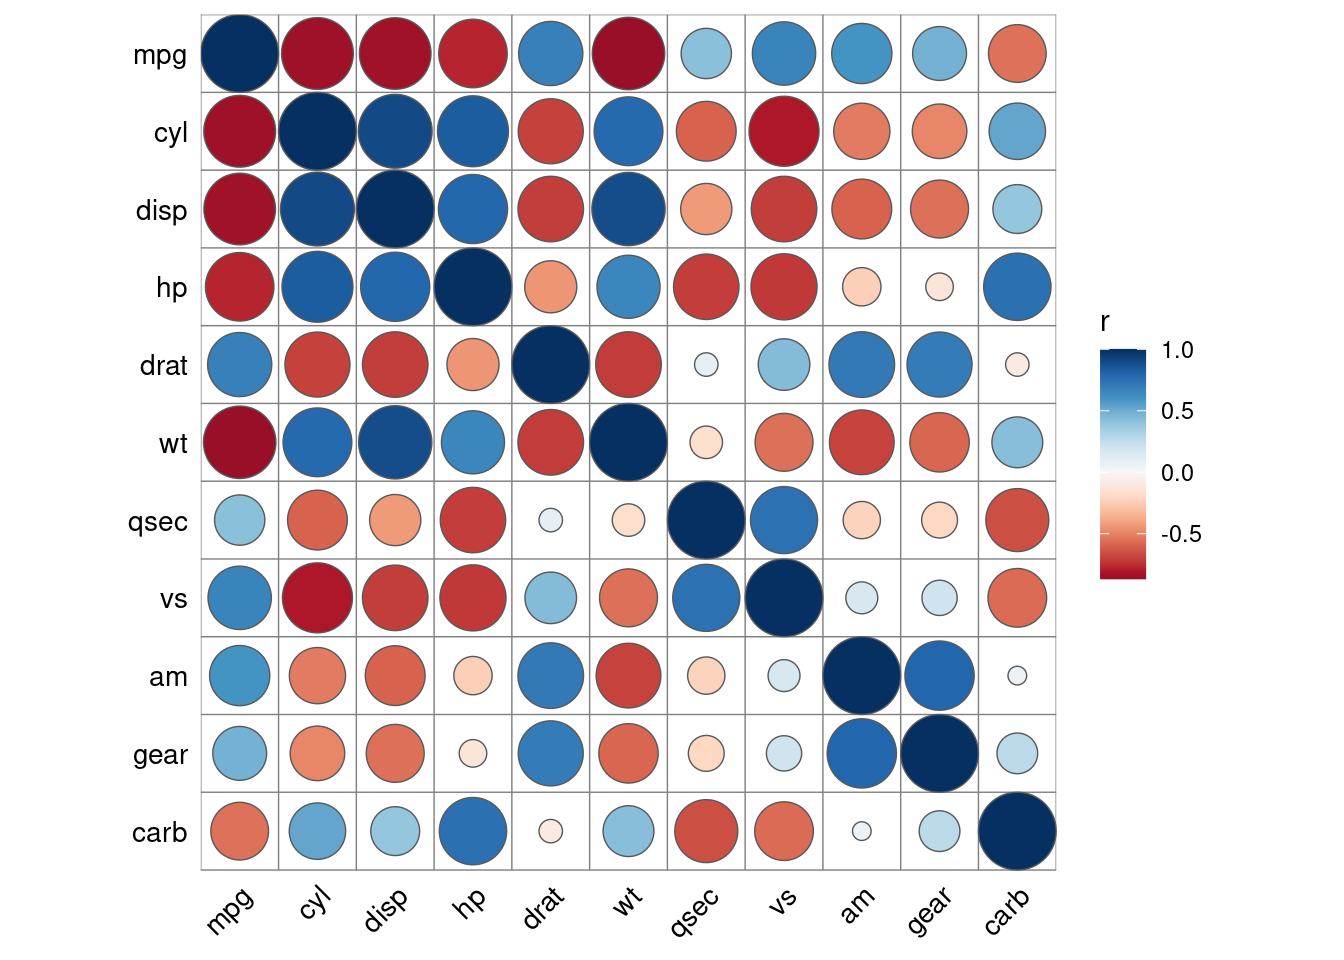 mpg
cyl
disp
hp
drat
wt
qsec
vs
am
gear
carb
mpg cyl disp hp drat wt qsec vs am gear carb
r
1.0
0.5
0.0
-0.5